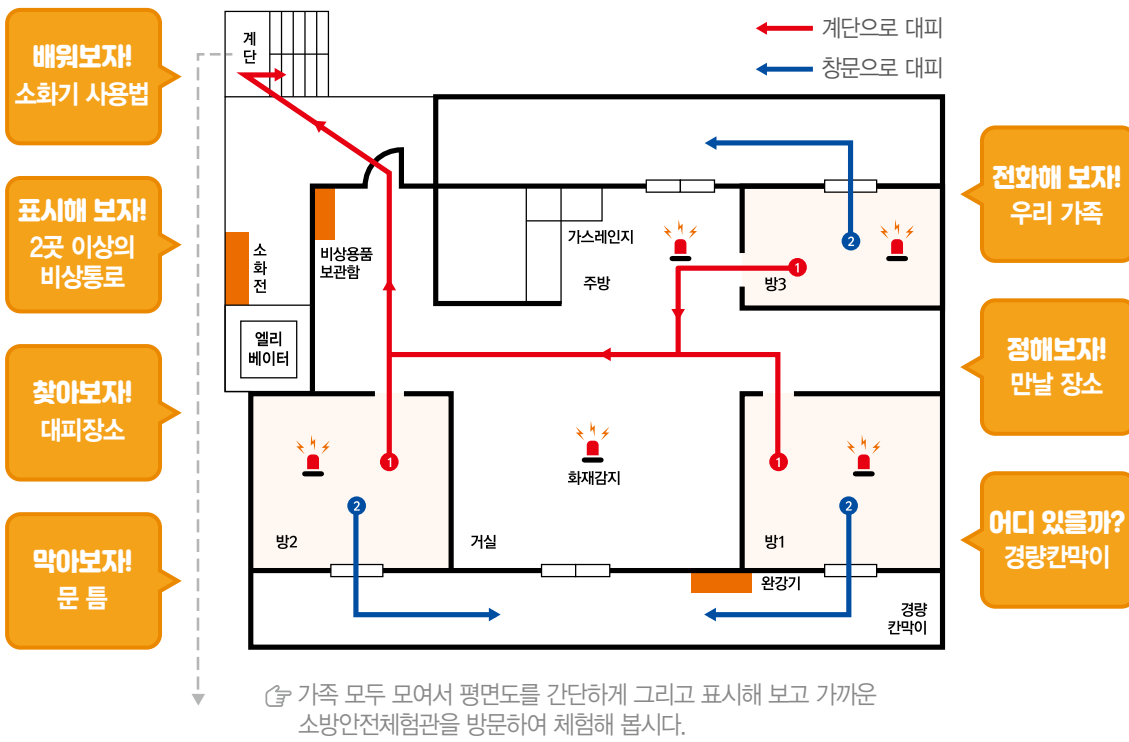 배워보자!
소화기 사용법
표시해 보자!
2곳 이상의
비상통로
찾아보자!
대피장소
막아보자!
문 틈
계
단
계단으로 대피
창문으로 대피
소
화
전
비상용품
보관함
엘리
베이터
가스레인지
주방
2
1
방3
1
2
방2
거실
화재감지
1
2
방1
완강기
경량
칸막이
전화해 보자!
우리 가족
정해보자!
만날 장소
어디 있을까?
경량칸막이
가족 모두 모여서 평면도를 간단하게 그리고 표시해 보고 가까운
소방안전체험관을 방문하여 체험해 봅시다.